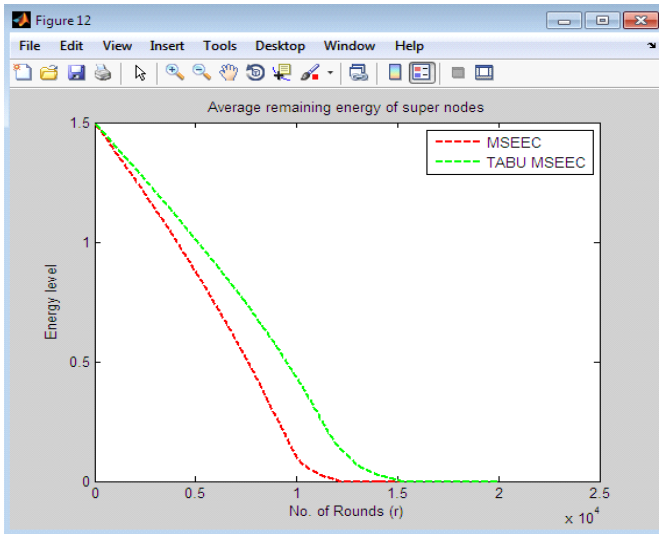 Figure 12
File Edit View Insert Tools Desktop Window Help
Average remaining energy of super nodes
1.5
MSEEC
TABU MSEEC
1
Energy level
0.5
0
0 0.5 1 1.5 2 2.5
No. of Rounds (r)
x 10^4